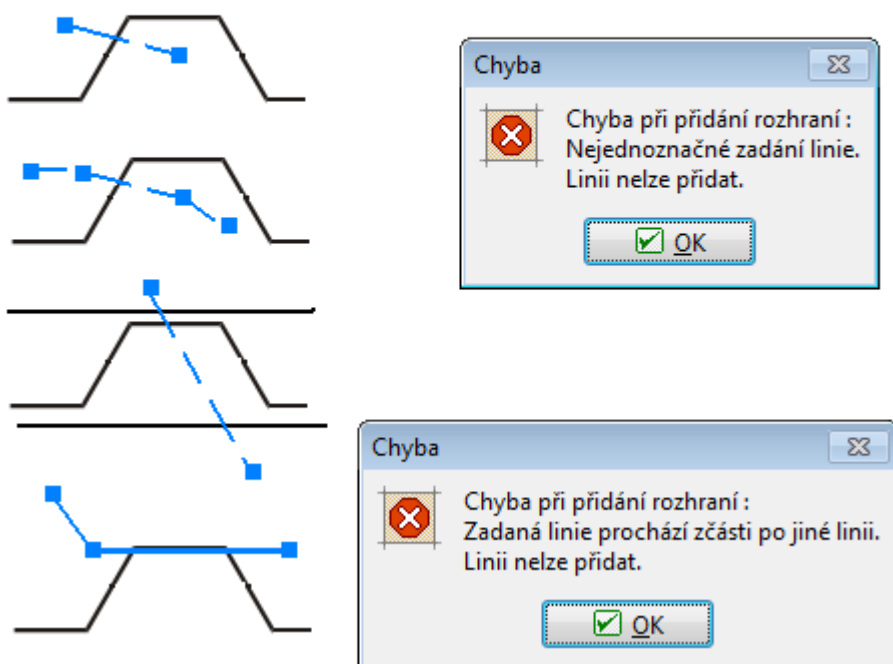 Chyba
Chyba při přidání rozhraní :
Nejednoznačné zadání linie.
Linii nelze přidat.
OK
Chyba
Chyba při přidání rozhraní :
Zadaná linie prochází zčásti po jiné linii.
Linii nelze přidat.
OK